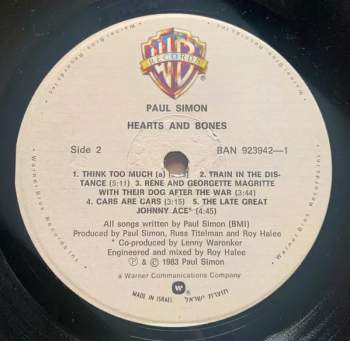 WB
RECORDS
PAUL SIMON
HEARTS AND BONES
Side 2 BAN 923942—1
1. THINK TOO MUCH (a) 2. TRAIN IN THE DIS-
TANCE (5:11) 3. RENE AND GEORGETTE MAGRITTE
WITH THEIR DOG AFTER THE WAR (3:44)
4. CARS ARE CARS (3:15) 5. THE LATE GREAT
JOHNNY ACE* (4:45)
All songs written by Paul Simon (BMI)
Produced by Paul Simon, Russ Titelman and Roy Halee
Co-produced by Lenny Waronker
Engineered and mixed by Roy Halee
℗ & © 1983 Paul Simon
a Warner Communications Company
MADE IN ISRAEL תוצרת ישראל